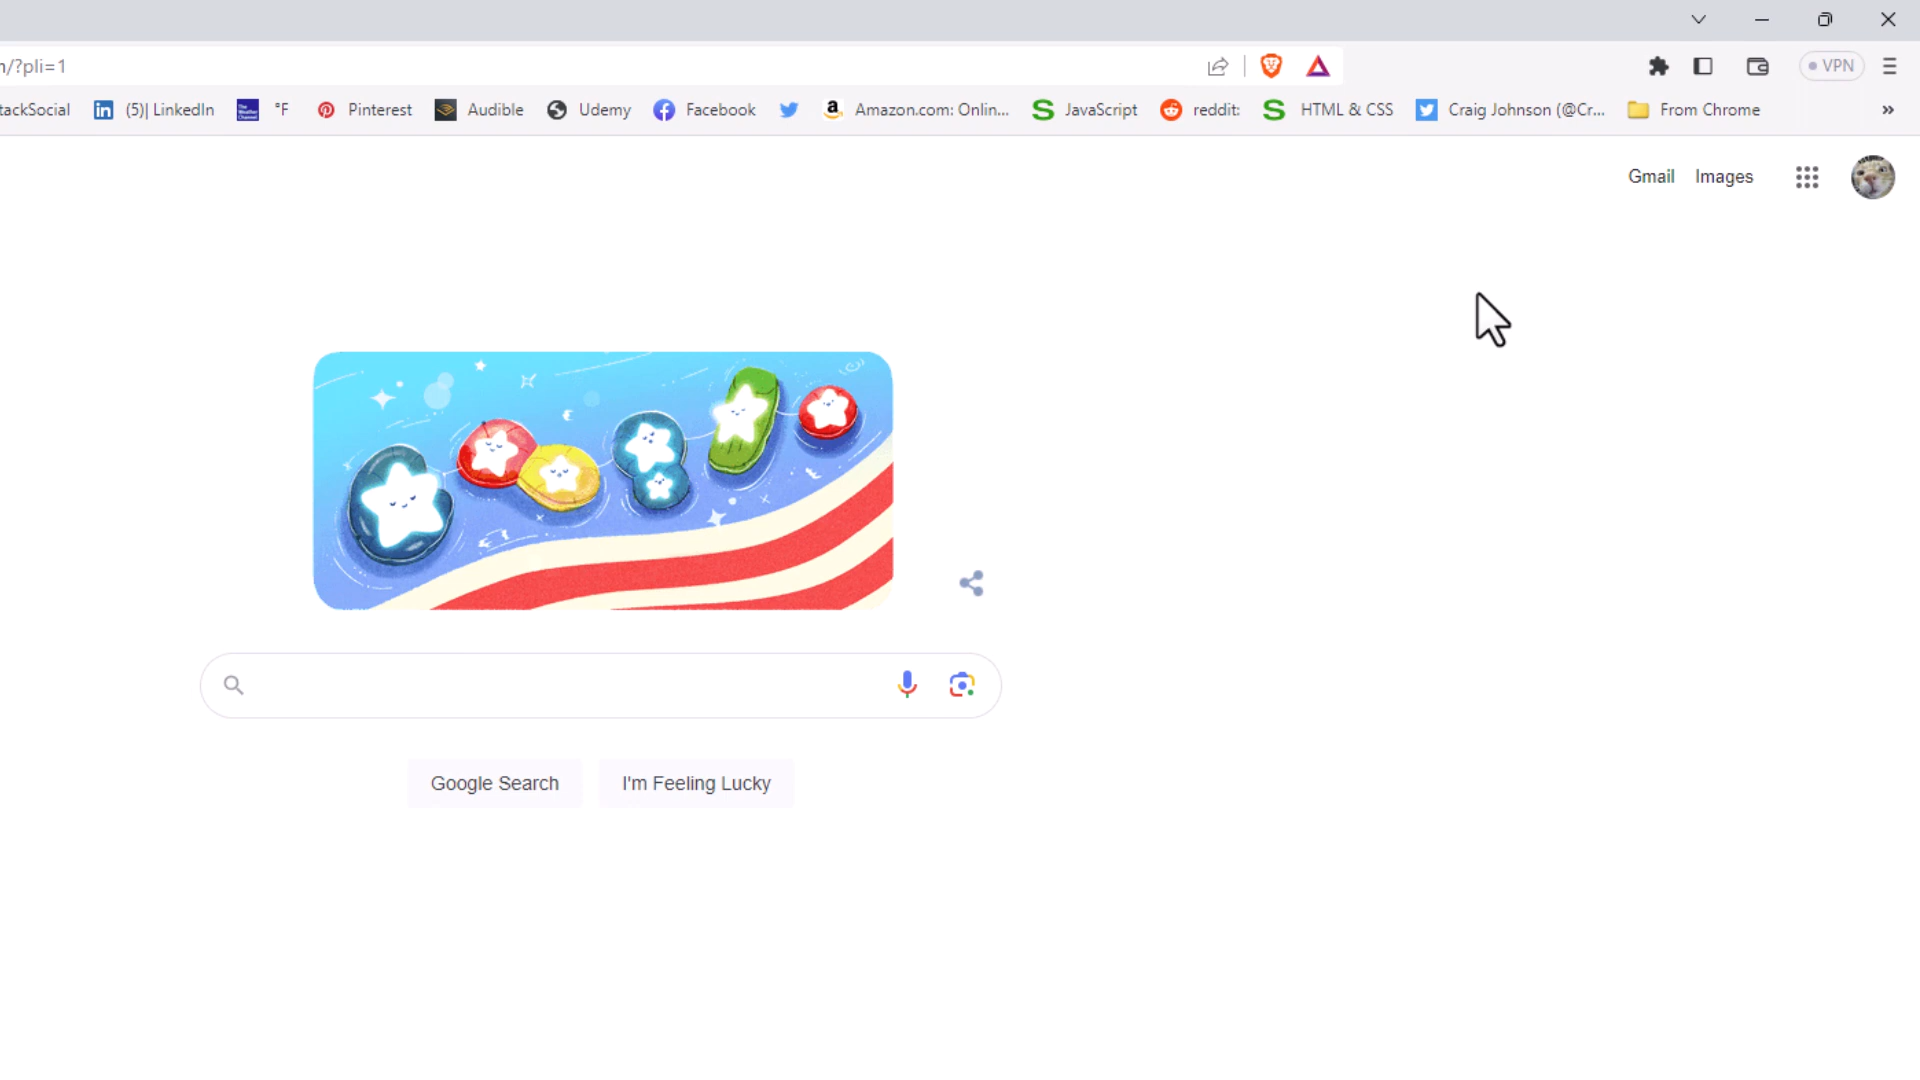 /?pli=1
VPN
tackSocial (5)| LinkedIn °F Pinterest Audible Udemy Facebook Amazon.com: Onlin... JavaScript reddit: HTML & CSS Craig Johnson (@Cr... From Chrome »
Gmail Images
Google Search I'm Feeling Lucky